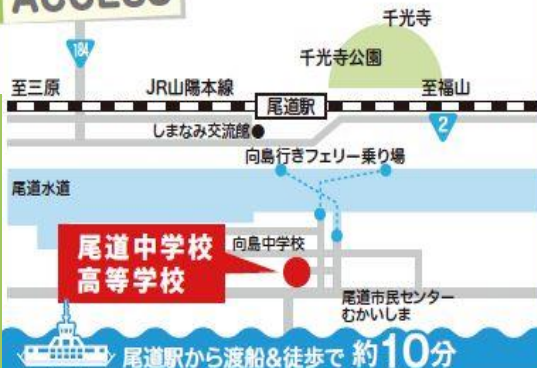 ACCESS
千光寺
184
千光寺公園
至三原
JR山陽本線
至福山
尾道駅
しまなみ交流館
2
向島行きフェリー乗り場
尾道水道
向島中学校
尾道中学校
高等学校
尾道市民センター
むかいしま
尾道駅から渡船&徒歩で 約10分